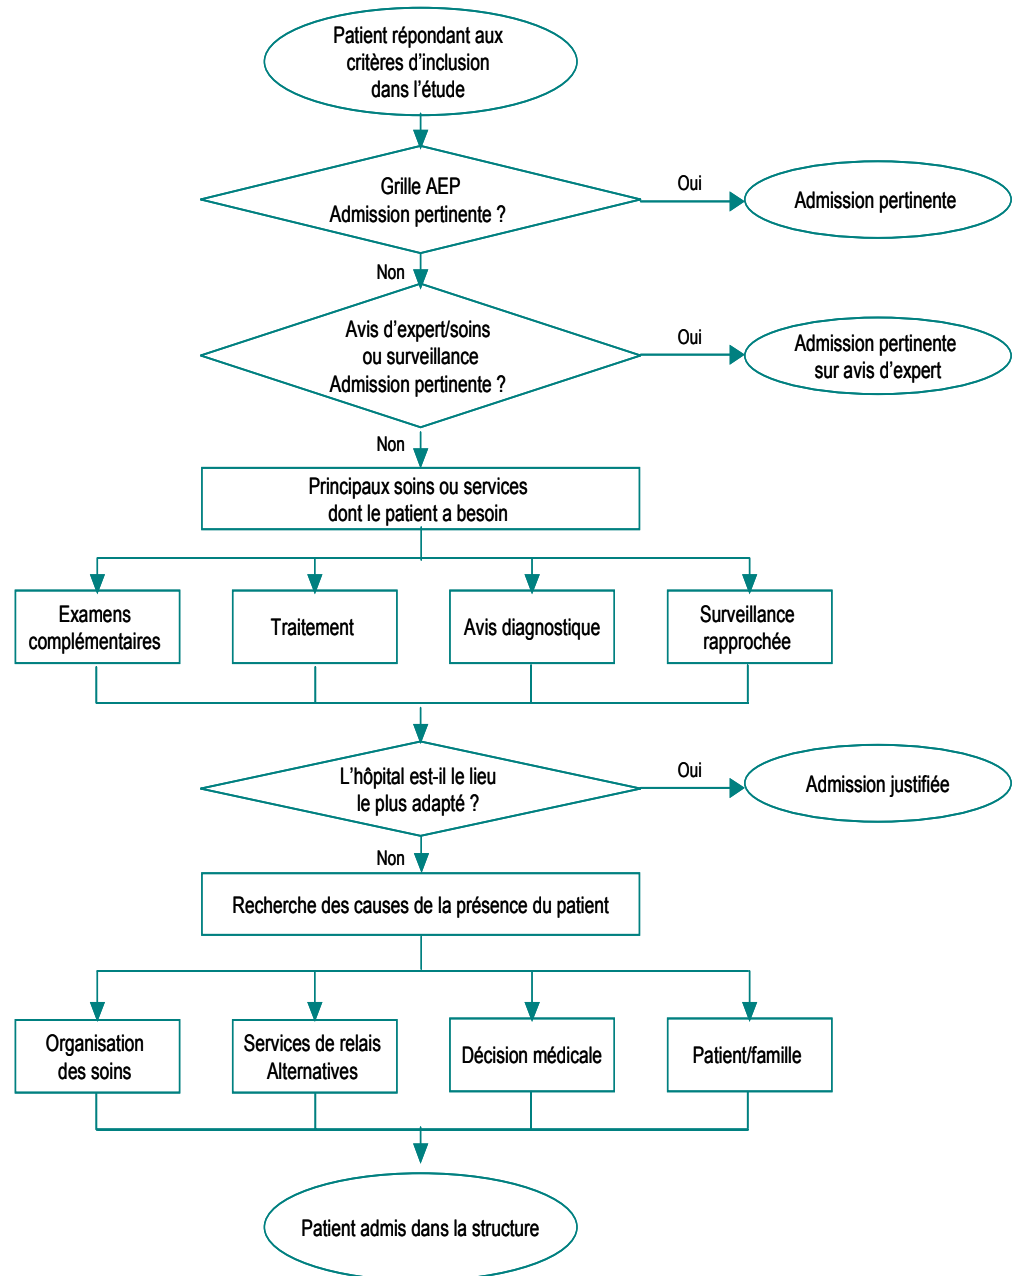 Patient répondant aux
critères d’inclusion
dans l’étude
Grille AEP
Admission pertinente ?
Oui
Admission pertinente
Non
Avis d’expert/soins
ou surveillance
Admission pertinente ?
Oui
Admission pertinente
sur avis d’expert
Non
Principaux soins ou services
dont le patient a besoin
Examens
complémentaires
Traitement
Avis diagnostique
Surveillance
rapprochée
L’hôpital est-il le lieu
le plus adapté ?
Oui
Admission justifiée
Non
Recherche des causes de la présence du patient
Organisation
des soins
Services de relais
Alternatives
Décision médicale
Patient/famille
Patient admis dans la structure